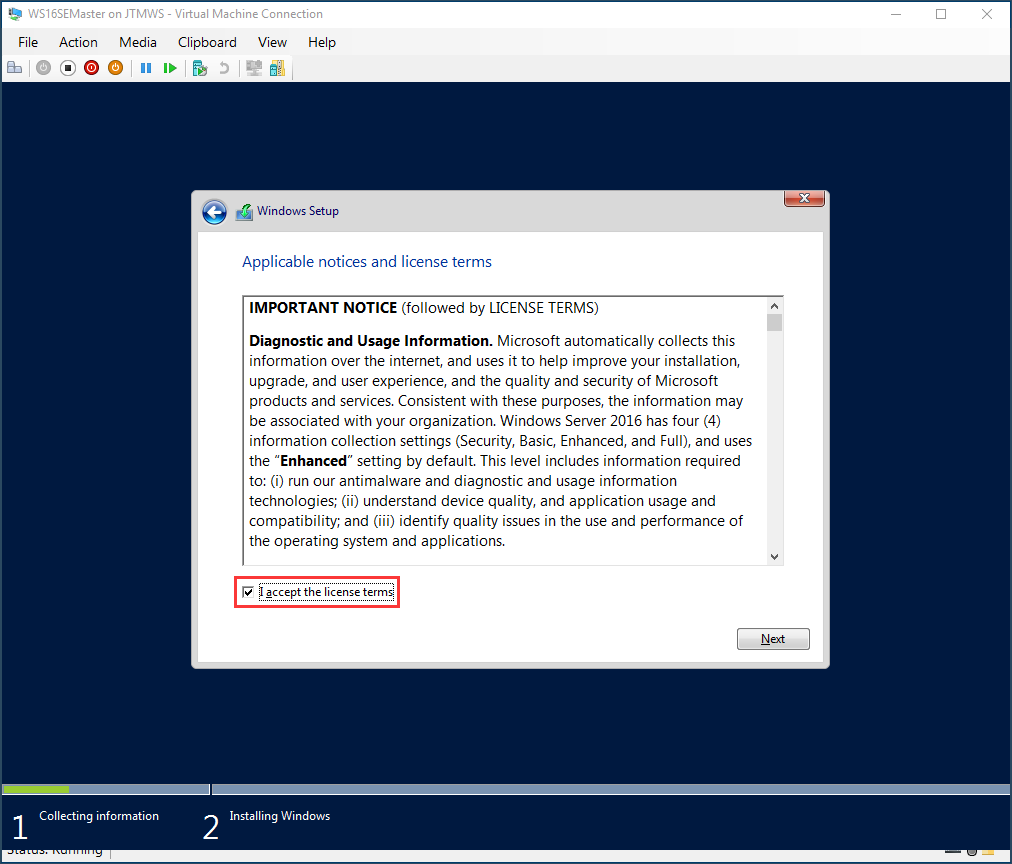 WS16SEMaster on JTMWS - Virtual Machine Connection
File Action Media Clipboard View Help
Windows Setup
Applicable notices and license terms
IMPORTANT NOTICE (followed by LICENSE TERMS)
Diagnostic and Usage Information. Microsoft automatically collects this
information over the internet, and uses it to help improve your installation,
upgrade, and user experience, and the quality and security of Microsoft
products and services. Consistent with these purposes, the information may
be associated with your organization. Windows Server 2016 has four (4)
information collection settings (Security, Basic, Enhanced, and Full), and uses
the “Enhanced” setting by default. This level includes information required
to: (i) run our antimalware and diagnostic and usage information
technologies; (ii) understand device quality, and application usage and
compatibility; and (iii) identify quality issues in the use and performance of
the operating system and applications.
I accept the license terms
Next
1 Collecting information 2 Installing Windows
Status: Running